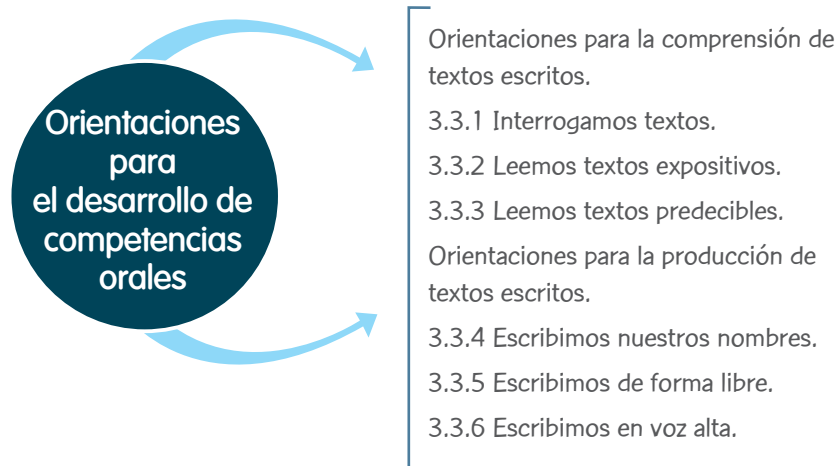 Orientaciones
para
el desarrollo de
competencias
orales
Orientaciones para la comprensión de
textos escritos.
3.3.1 Interrogamos textos.
3.3.2 Leemos textos expositivos.
3.3.3 Leemos textos predecibles.
Orientaciones para la producción de
textos escritos.
3.3.4 Escribimos nuestros nombres.
3.3.5 Escribimos de forma libre.
3.3.6 Escribimos en voz alta.